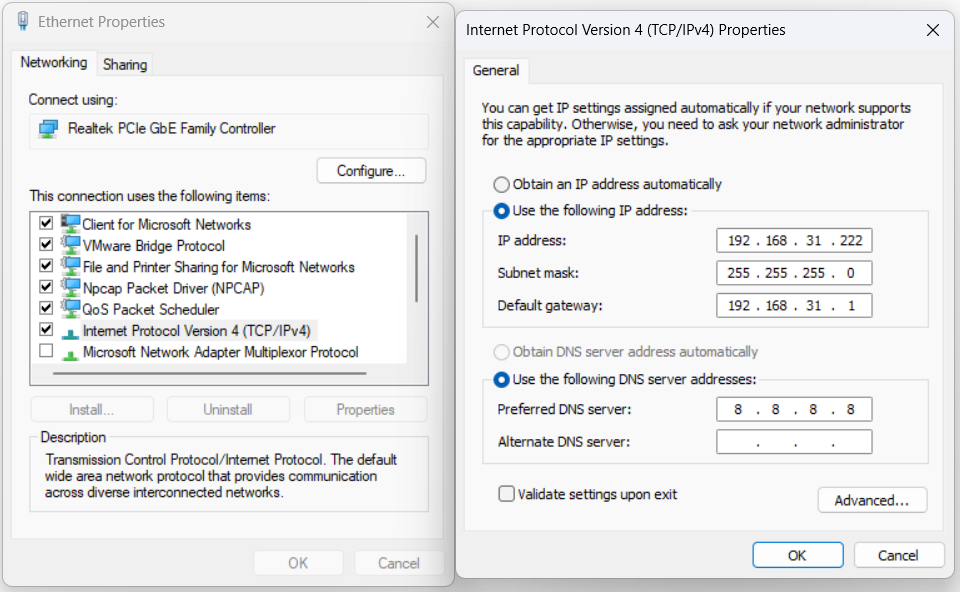 Ethernet Properties
Networking
Sharing
Connect using:
Realtek PCIe GbE Family Controller
Configure...
This connection uses the following items:
Client for Microsoft Networks
VMware Bridge Protocol
File and Printer Sharing for Microsoft Networks
Npcap Packet Driver (NPCAP)
QoS Packet Scheduler
Internet Protocol Version 4 (TCP/IPv4)
Microsoft Network Adapter Multiplexor Protocol
Install...
Uninstall
Properties
Description
Transmission Control Protocol/Internet Protocol. The default
wide area network protocol that provides communication
across diverse interconnected networks.
OK
Cancel
Internet Protocol Version 4 (TCP/IPv4) Properties
General
You can get IP settings assigned automatically if your network supports
this capability. Otherwise, you need to ask your network administrator
for the appropriate IP settings.
Obtain an IP address automatically
Use the following IP address:
IP address: 192 . 168 . 31 . 222
Subnet mask: 255 . 255 . 255 . 0
Default gateway: 192 . 168 . 31 . 1
Obtain DNS server address automatically
Use the following DNS server addresses:
Preferred DNS server: 8 . 8 . 8 . 8
Alternate DNS server: . . .
Validate settings upon exit
Advanced...
OK
Cancel